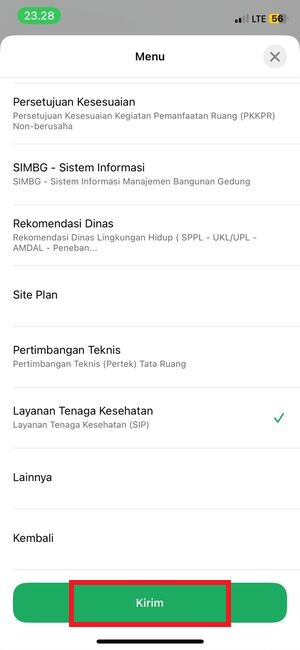 23.28
LTE 56
Menu
Persetujuan Kesesuaian
Persetujuan Kesesuaian Kegiatan Pemanfaatan Ruang (PKKPR)
Non-berusaha
SIMBG - Sistem Informasi
SIMBG - Sistem Informasi Manajemen Bangunan Gedung
Rekomendasi Dinas
Rekomendasi Dinas Lingkungan Hidup ( SPPL - UKL/UPL -
AMDAL - Peneban...
Site Plan
Pertimbangan Teknis
Pertimbangan Teknis (Pertek) Tata Ruang
Layanan Tenaga Kesehatan
Layanan Tenaga Kesehatan (SIP)
Lainnya
Kembali
Kirim